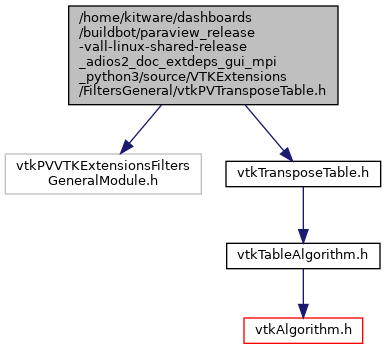 /home/kitware/dashboards
/buildbot/paraview_release
-vall-linux-shared-release
_adios2_doc_extdeps_gui_mpi
_python3/source/VTKExtensions
/FiltersGeneral/vtkPVTransposeTable.h
vtkPVVTKExtensionsFilters
GeneralModule.h
vtkTransposeTable.h
vtkTableAlgorithm.h
vtkAlgorithm.h